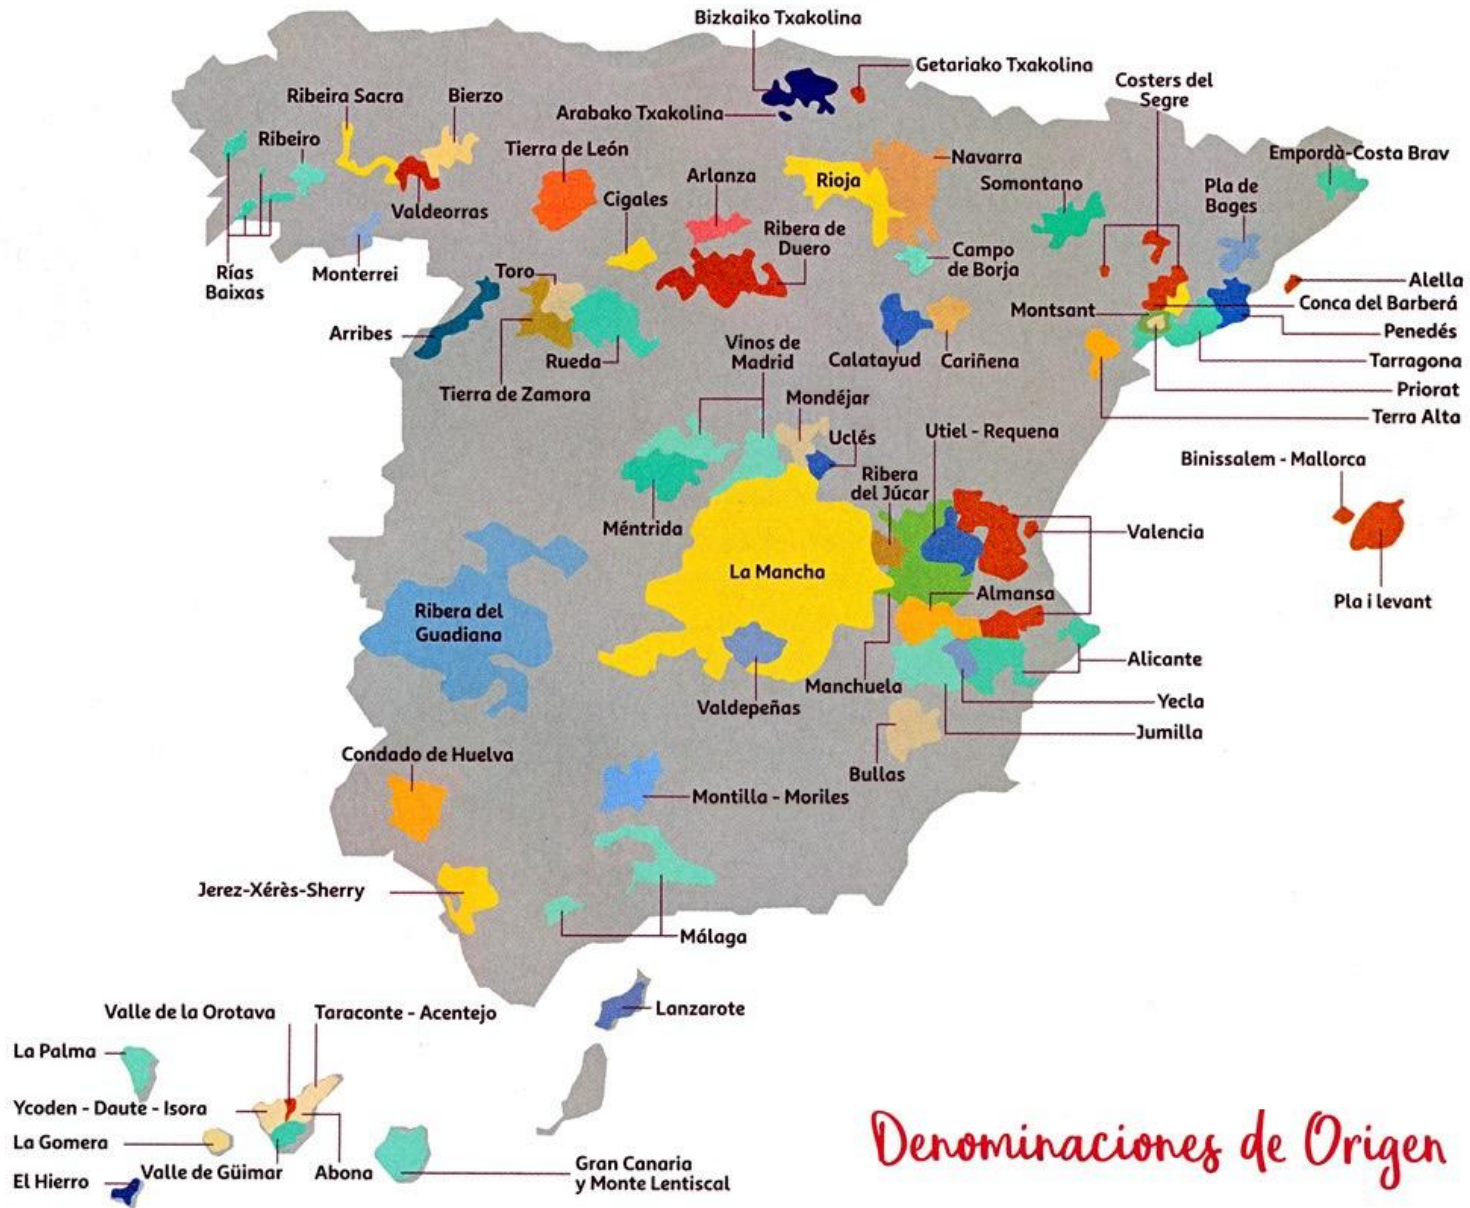 Bizkaiko Txakolina
Getariako Txakolina
Costers del
Segre
Ribeira Sacra
Bierzo
Arabako Txakolina
Ribeiro
Tierra de León
Navarra
Empordà-Costa Brav
Arlanza
Rioja
Somontano
Pla de
Bages
Cigales
Valdeorras
Ribera de
Duero
Campo
de Borja
Rías
Baixas
Monterrei
Toro
Alella
Montsant
Conca del Barberá
Arribes
Penedés
Vinos de
Madrid
Rueda
Calatayud
Cariñena
Tarragona
Tierra de Zamora
Priorat
Mondéjar
Terra Alta
Uclés
Utiel - Requena
Binissalem - Mallorca
Ribera
del Júcar
Méntrida
Valencia
La Mancha
Almansa
Pla i levant
Ribera del
Guadiana
Alicante
Manchuela
Valdepeñas
Yecla
Jumilla
Condado de Huelva
Bullas
Montilla - Moriles
Jerez-Xérès-Sherry
Málaga
Valle de la Orotava
Taraconte - Acentejo
Lanzarote
La Palma
Ycoden - Daute - Isora
La Gomera
Valle de Güimar
Abona
Gran Canaria
y Monte Lentiscal
El Hierro
Denominaciones de Origen